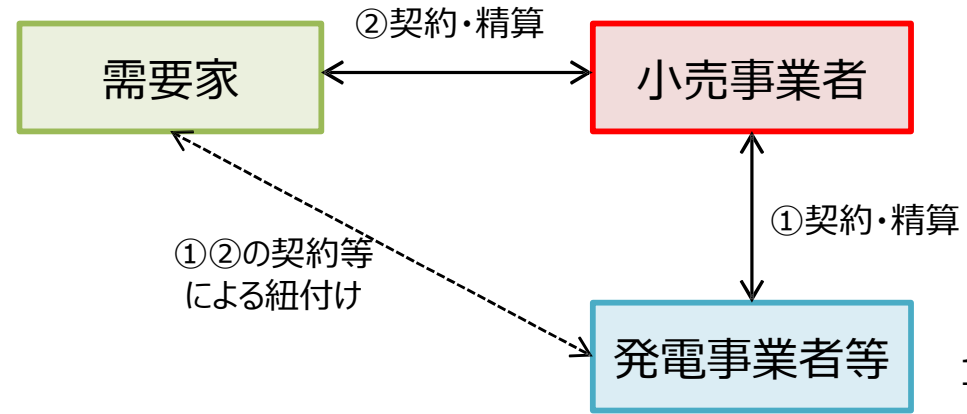 ②契約・精算
需要家
小売事業者
①契約・精算
①②の契約等
による紐付け
発電事業者等